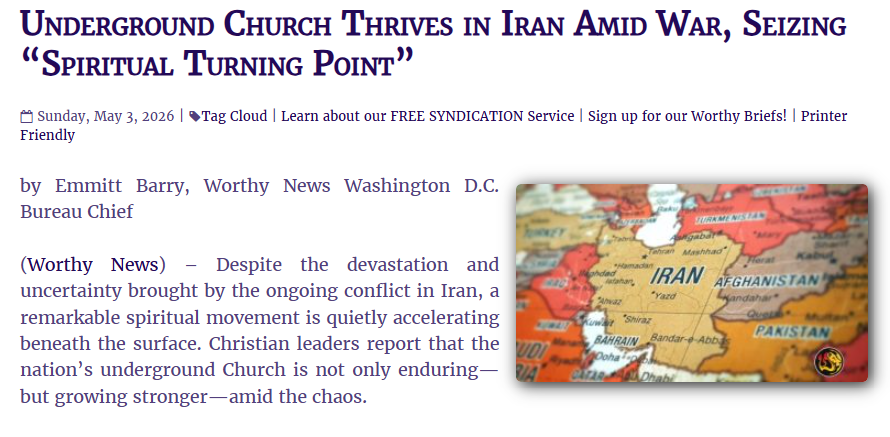 Underground Church Thrives in Iran Amid War, Seizing
“Spiritual Turning Point”
Sunday, May 3, 2026 | Tag Cloud | Learn about our FREE SYNDICATION Service | Sign up for our Worthy Briefs! | Printer
Friendly
by Emmitt Barry, Worthy News Washington D.C.
Bureau Chief
(Worthy News) – Despite the devastation and
uncertainty brought by the ongoing conflict in Iran, a
remarkable spiritual movement is quietly accelerating
beneath the surface. Christian leaders report that the
nation’s underground Church is not only enduring—
but growing stronger—amid the chaos.
TURKMENISTAN
Ashgabat
Tehran Mashhad
Hamadan
Herat
Kabul
IRAN
AFGHANISTAN
Baghdad
Isfahan
Yazd
Kandahar
Ahvaz
Shiraz
Kuwait
PAKISTAN
BAHRAIN
Bandar-e-Abbas
Doha